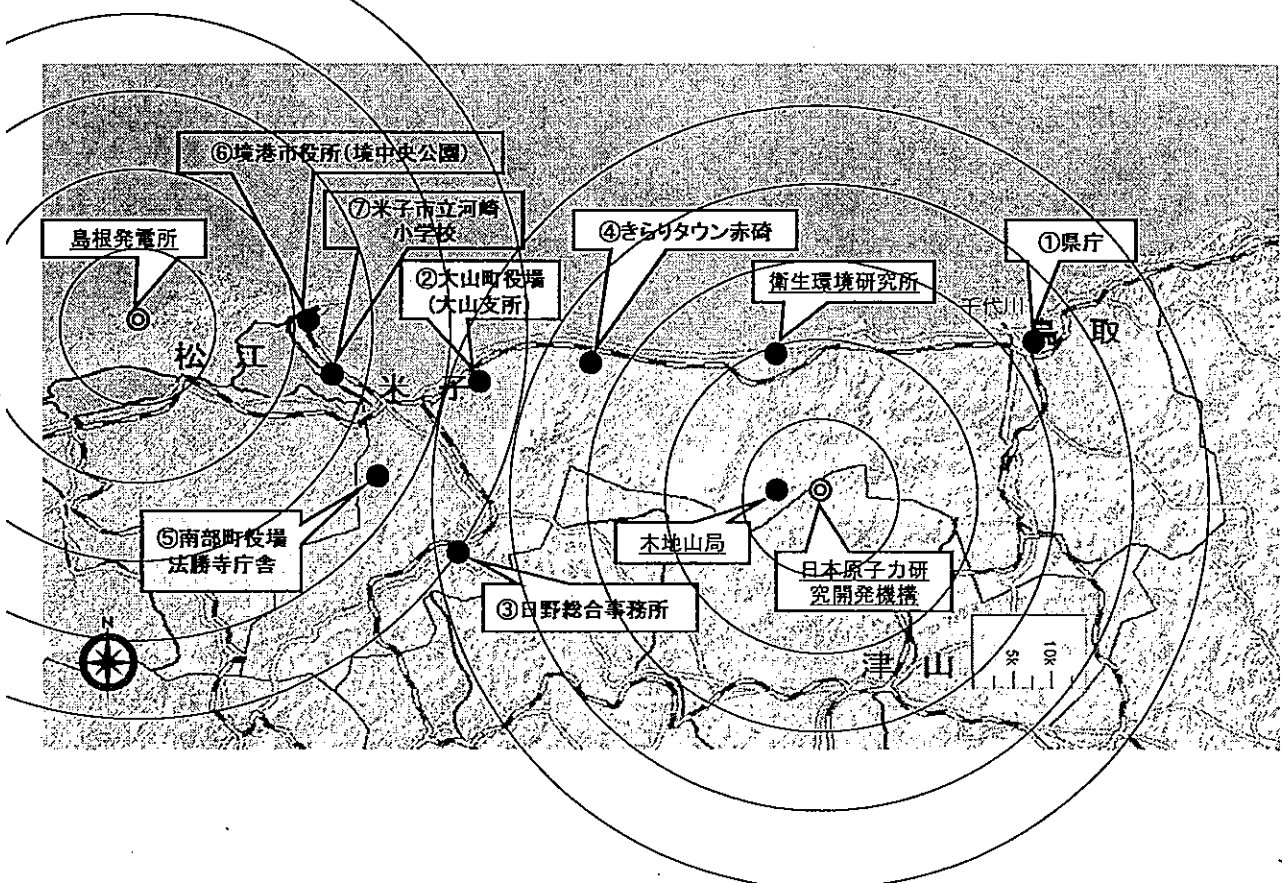 ⑥境港市役所(境中央公園)
⑦米子市立河崎
小学校
島根発電所
②大山町役場
(大山支所)
④きらりタウン赤碕
衛生環境研究所
①県庁
千代川
鳥取
松江
米子
⑤南部町役場
法勝寺庁舎
③日野総合事務所
木地山局
日本原子力研
究開発機構
津山
N
5K
10K